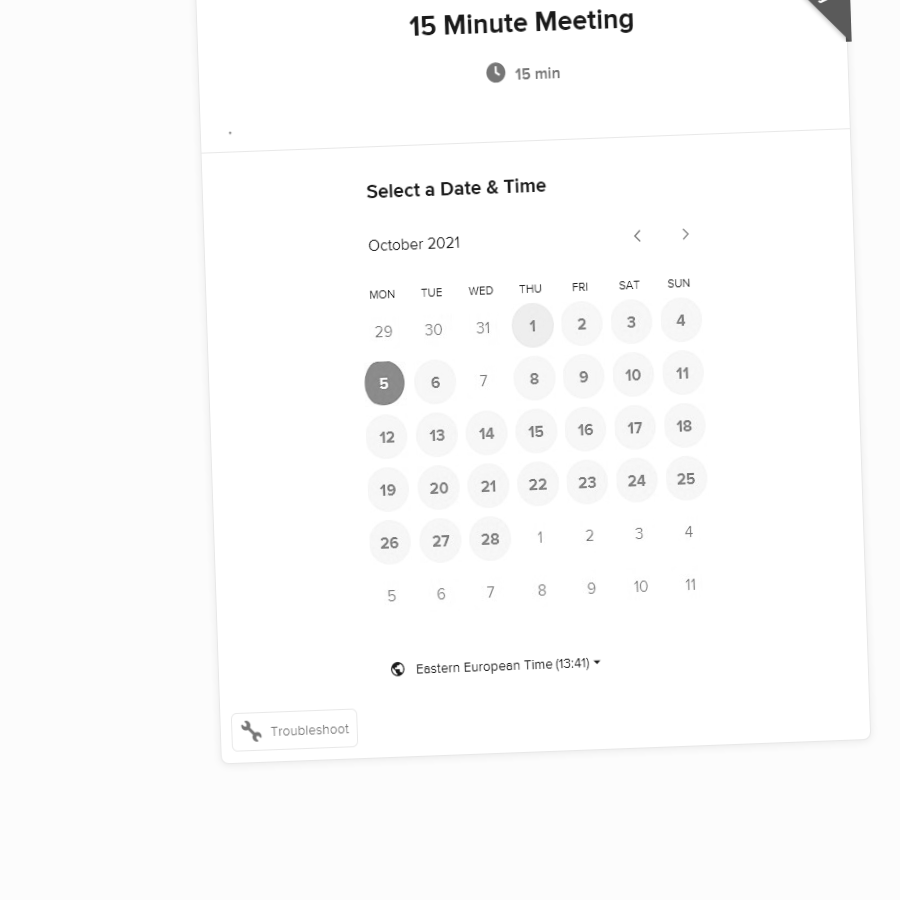 15 Minute Meeting
15 min
Select a Date & Time
October 2021
MON TUE WED THU FRI SAT SUN
29 30 31 1 2 3 4
5 6 7 8 9 10 11
12 13 14 15 16 17 18
19 20 21 22 23 24 25
26 27 28 1 2 3 4
5 6 7 8 9 10 11
Eastern European Time (13:41)
Troubleshoot